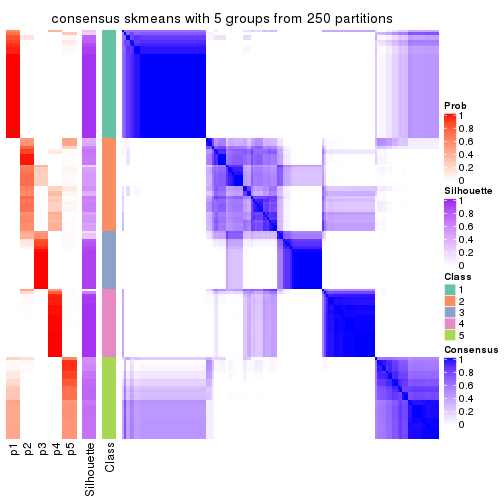 consensus skmeans with 5 groups from 250 partitions
Prob
1
0.8
0.6
0.4
0.2
0
Silhouette
1
0.8
0.6
0.4
0.2
0
Class
1
2
3
4
5
Consensus
1
0.8
0.6
0.4
0.2
0
p1
p2
p3
p4
p5
Silhouette
Class